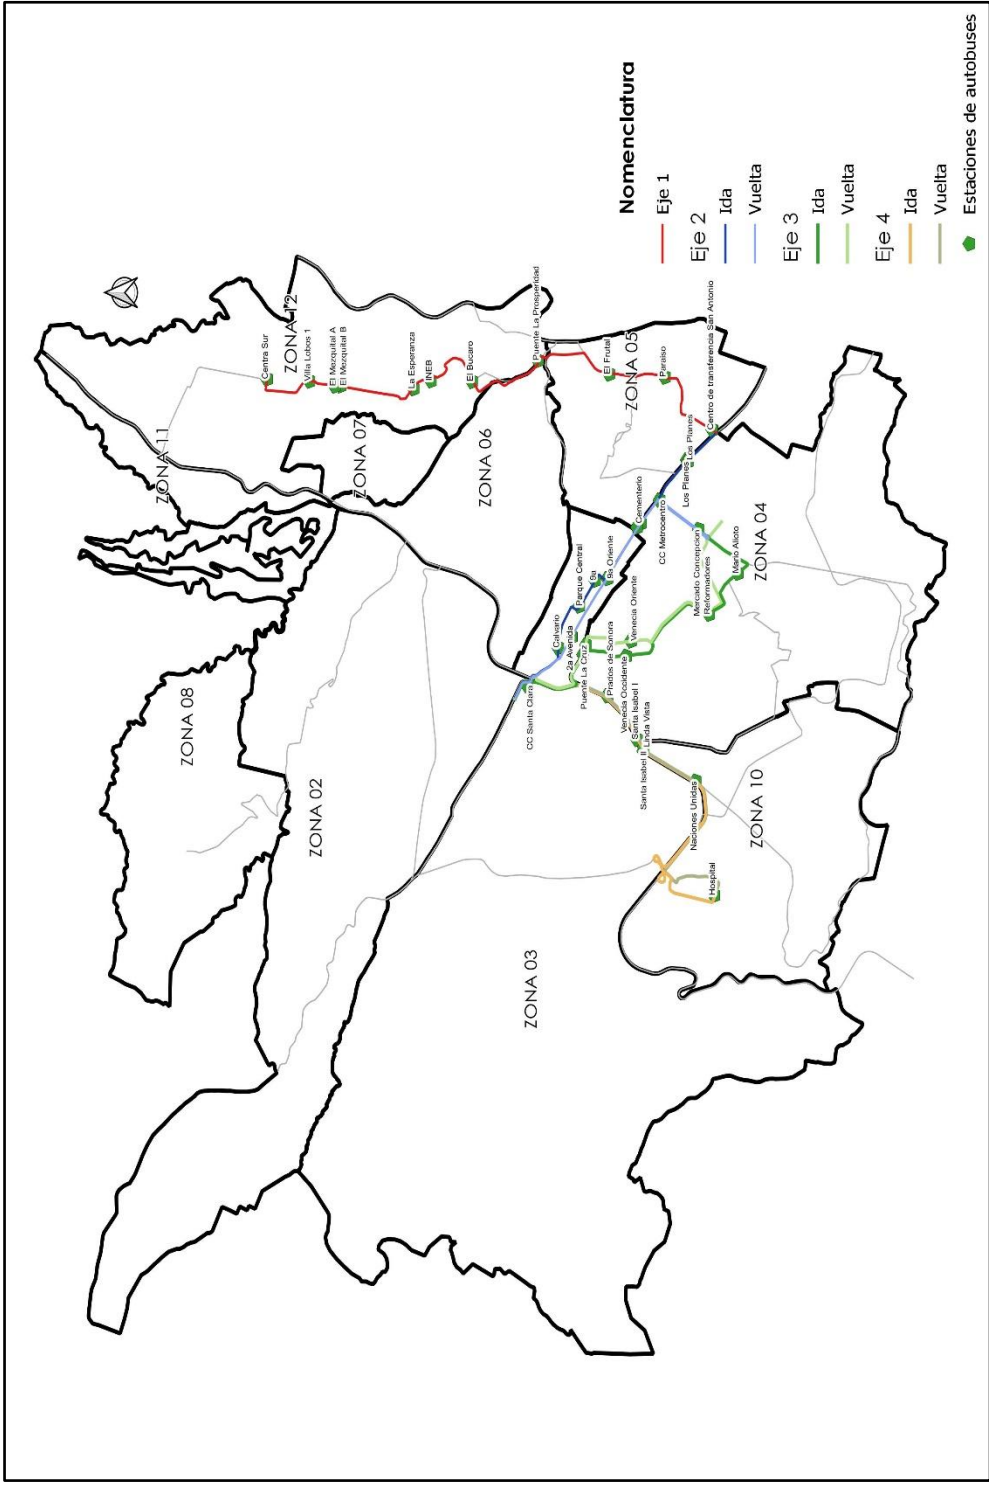 Centra Sur
ZONA 12
Villa Lobos 1
El Mezquital A
El Mezquital B
La Esperanza
INEB
El Bucaro
Puente La Prosperidad
ZONA 11
ZONA 07
ZONA 06
El Frutal
ZONA 05
Paraiso
Centro de transferencia San Antonio
Los Planes
Los Planes
CC Metrocentro
Cementerio
9a Oriente
9a
Parque Central
Calvario
2a Avenida
Puente La Cruz
CC Santa Clara
Mercado Concepcion
Reformadores
Mario Alioto
ZONA 04
Venecia Oriente
Prados de Sonora
Venecia Occidente
Santa Isabel I
Linda Vista
Santa Isabel II
Naciones Unidas
ZONA 10
Hospital
ZONA 08
ZONA 02
ZONA 03
Nomenclatura
Eje 1
Eje 2
Ida
Vuelta
Eje 3
Ida
Vuelta
Eje 4
Ida
Vuelta
Estaciones de autobuses